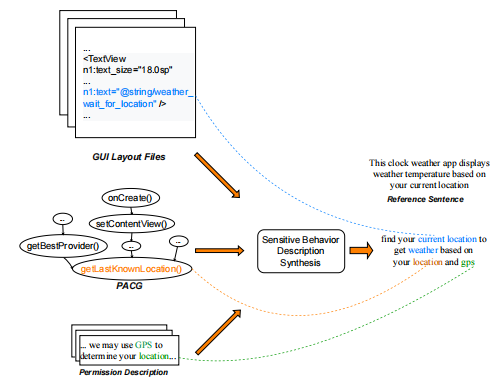 ...
<TextView
n1:text_size="18.0sp"
...
n1:text="@string/weather_
wait_for_location" />
...
GUI Layout Files
onCreate()
...
setContentView()
...
...
getBestProvider()
getLastKnownLocation()
PACG
... we may use GPS to
determine your location...
Permission Description
Sensitive Behavior
Description
Synthesis
This clock weather app displays
weather temperature based on
your current location
Reference Sentence
find your current location to
get weather based on
your location and gps